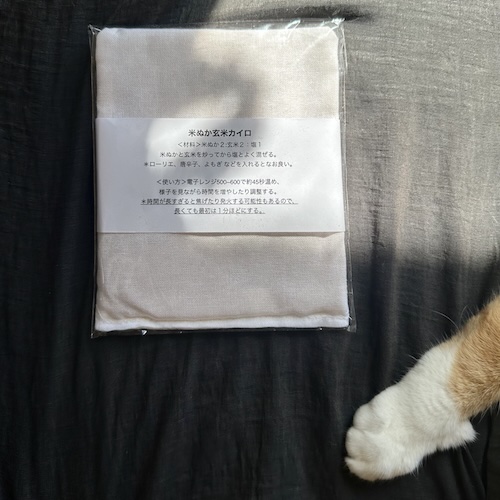 米ぬか玄米カイロ
＜材料＞米ぬか２:玄米２：塩１
米ぬかと玄米を炒ってから塩とよく混ぜる。
＊ローリエ、唐辛子、よもぎなどを入れるとなお良い。
＜使い方＞電子レンジ500~600で約45秒温め、
様子を見ながら時間を増やしたり調整する。
＊時間が長すぎると焦げたり発火する可能性もあるので、
長くても最初は１分ほどにする。